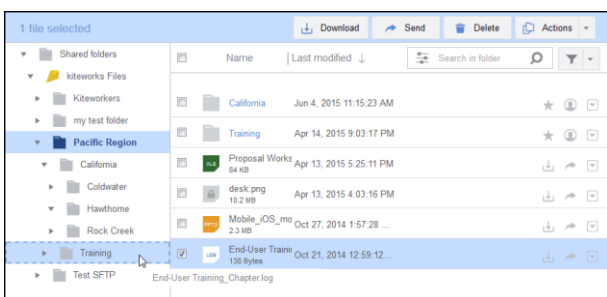 1 file selected
Download
Send
Delete
Actions
Shared folders
kiteworks Files
Kiteworkers
my test folder
Pacific Region
California
Coldwater
Hawthorne
Rock Creek
Training
Test SFTP
Name
Last modified ↓
Search in folder
California Jun 4, 2015 11:15:23 AM
Training Apr 14, 2015 9:03:17 PM
XLS
Proposal Works Apr 13, 2015 5:25:11 PM
84 KB
desk.png Apr 13, 2015 4:03:16 PM
10.2 MB
Mobile_iOS_mo Oct 27, 2014 1:57:28 ...
2.3 MB
LOG
End-User Trainin Oct 21, 2014 12:59:12...
138 Bytes
End-User Training_Chapter.log